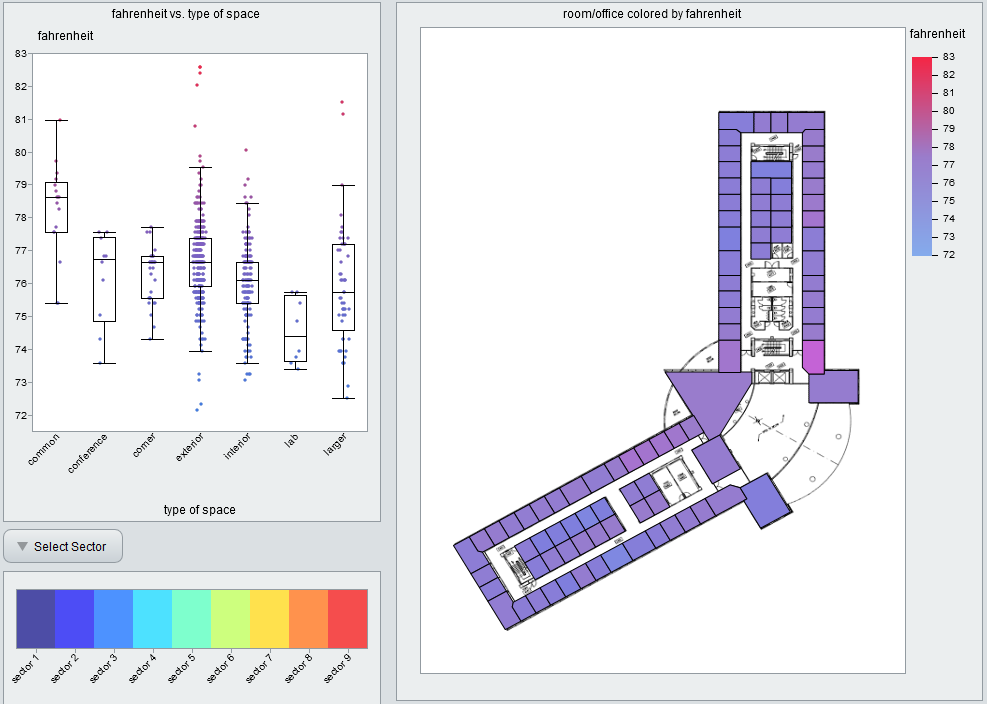 fahrenheit vs. type of space
fahrenheit
83
82
81
80
79
78
77
76
75
74
73
72
common
conference
corner
exterior
interior
lab
larger
type of space
Select Sector
sector 1
sector 2
sector 3
sector 4
sector 5
sector 6
sector 7
sector 8
sector 9
room/office colored by fahrenheit
fahrenheit
83
82
81
80
79
78
77
76
75
74
73
72